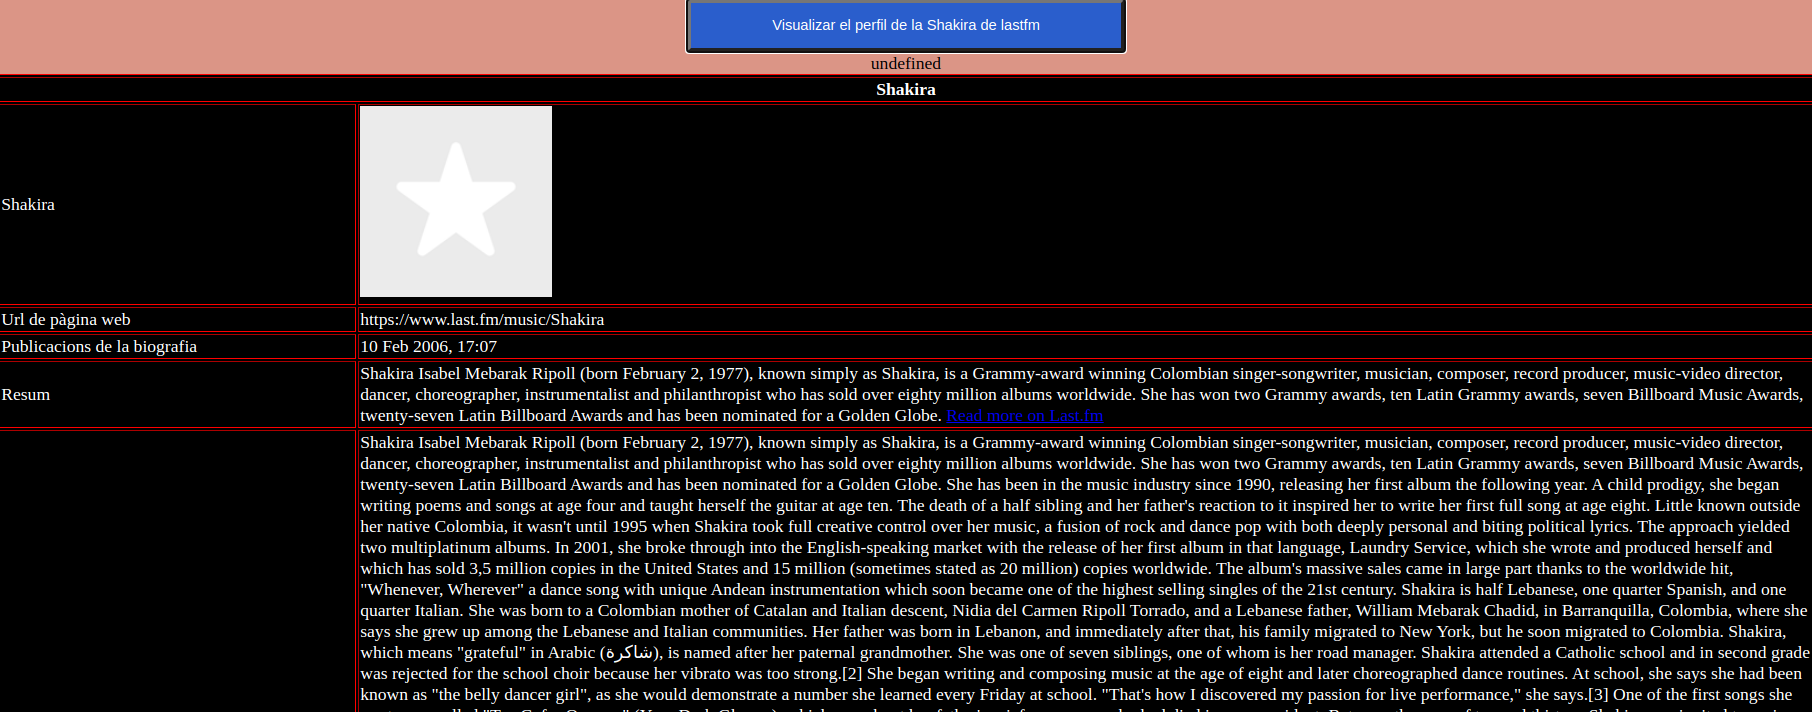 Visualizar el perfil de la Shakira de lastfm
undefined
Shakira
Shakira
Url de pàgina web
https://www.last.fm/music/Shakira
Publicacions de la biografia
10 Feb 2006, 17:07
Resum
Shakira Isabel Mebarak Ripoll (born February 2, 1977), known simply as Shakira, is a Grammy-award winning Colombian singer-songwriter, musician, composer, record producer, music-video director,
dancer, choreographer, instrumentalist and philanthropist who has sold over eighty million albums worldwide. She has won two Grammy awards, ten Latin Grammy awards, seven Billboard Music Awards,
twenty-seven Latin Billboard Awards and has been nominated for a Golden Globe. Read more on Last.fm
Shakira Isabel Mebarak Ripoll (born February 2, 1977), known simply as Shakira, is a Grammy-award winning Colombian singer-songwriter, musician, composer, record producer, music-video director,
dancer, choreographer, instrumentalist and philanthropist who has sold over eighty million albums worldwide. She has won two Grammy awards, ten Latin Grammy awards, seven Billboard Music Awards,
twenty-seven Latin Billboard Awards and has been nominated for a Golden Globe. She has been in the music industry since 1990, releasing her first album the following year. A child prodigy, she began
writing poems and songs at age four and taught herself the guitar at age ten. The death of a half sibling and her father's reaction to it inspired her to write her first full song at age eight. Little known outside
her native Colombia, it wasn't until 1995 when Shakira took full creative control over her music, a fusion of rock and dance pop with both deeply personal and biting political lyrics. The approach yielded
two multiplatinum albums. In 2001, she broke through into the English-speaking market with the release of her first album in that language, Laundry Service, which she wrote and produced herself and
which has sold 3,5 million copies in the United States and 15 million (sometimes stated as 20 million) copies worldwide. The album's massive sales came in large part thanks to the worldwide hit,
"Whenever, Wherever" a dance song with unique Andean instrumentation which soon became one of the highest selling singles of the 21st century. Shakira is half Lebanese, one quarter Spanish, and one
quarter Italian. She was born to a Colombian mother of Catalan and Italian descent, Nidia del Carmen Ripoll Torrado, and a Lebanese father, William Mebarak Chadid, in Barranquilla, Colombia, where she
says she grew up among the Lebanese and Italian communities. Her father was born in Lebanon, and immediately after that, his family migrated to New York, but he soon migrated to Colombia. Shakira,
which means "grateful" in Arabic (شاكرة), is named after her paternal grandmother. She was one of seven siblings, one of whom is her road manager. Shakira attended a Catholic school and in second grade
was rejected for the school choir because her vibrato was too strong.[2] She began writing and composing music at the age of eight and later choreographed dance routines. At school, she says she had been
known as "the belly dancer girl", as she would demonstrate a number she learned every Friday at school. "That's how I discovered my passion for live performance," she says.[3] One of the first songs she